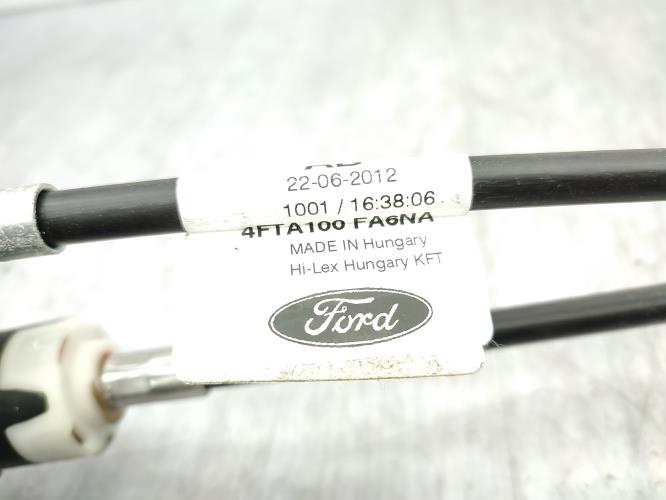 22-06-2012
1001 / 16:38:06
4FTA100 FA6NA
MADE IN Hungary
Hi-Lex Hungary KFT
Ford